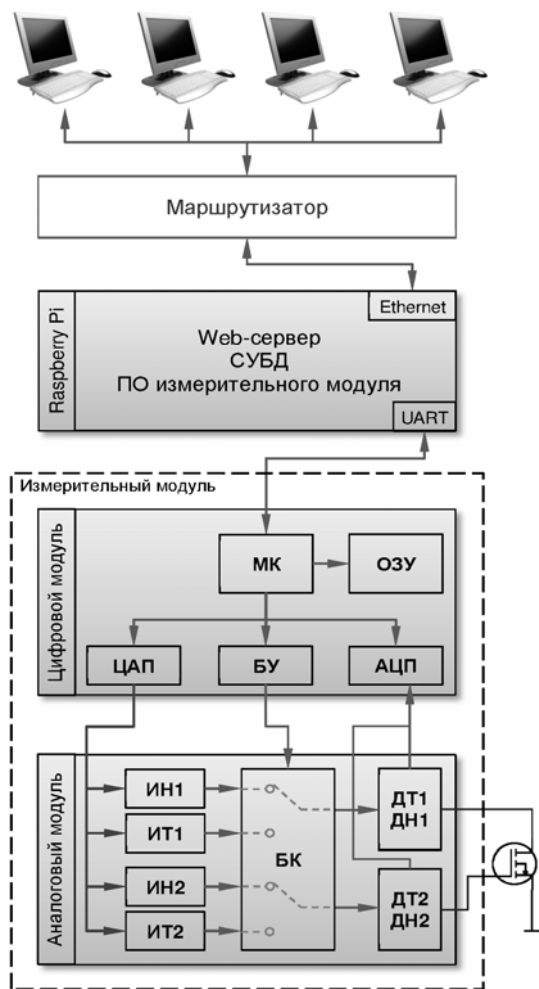 Маршрутизатор
Raspberry Pi
Ethernet
Web-сервер
СУБД
ПО измерительного модуля
UART
Измерительный модуль
Цифровой модуль
МК
ОЗУ
ЦАП
БУ
АЦП
Аналоговый модуль
ИН1
ИТ1
ИН2
ИТ2
БК
ДТ1
ДН1
ДТ2
ДН2